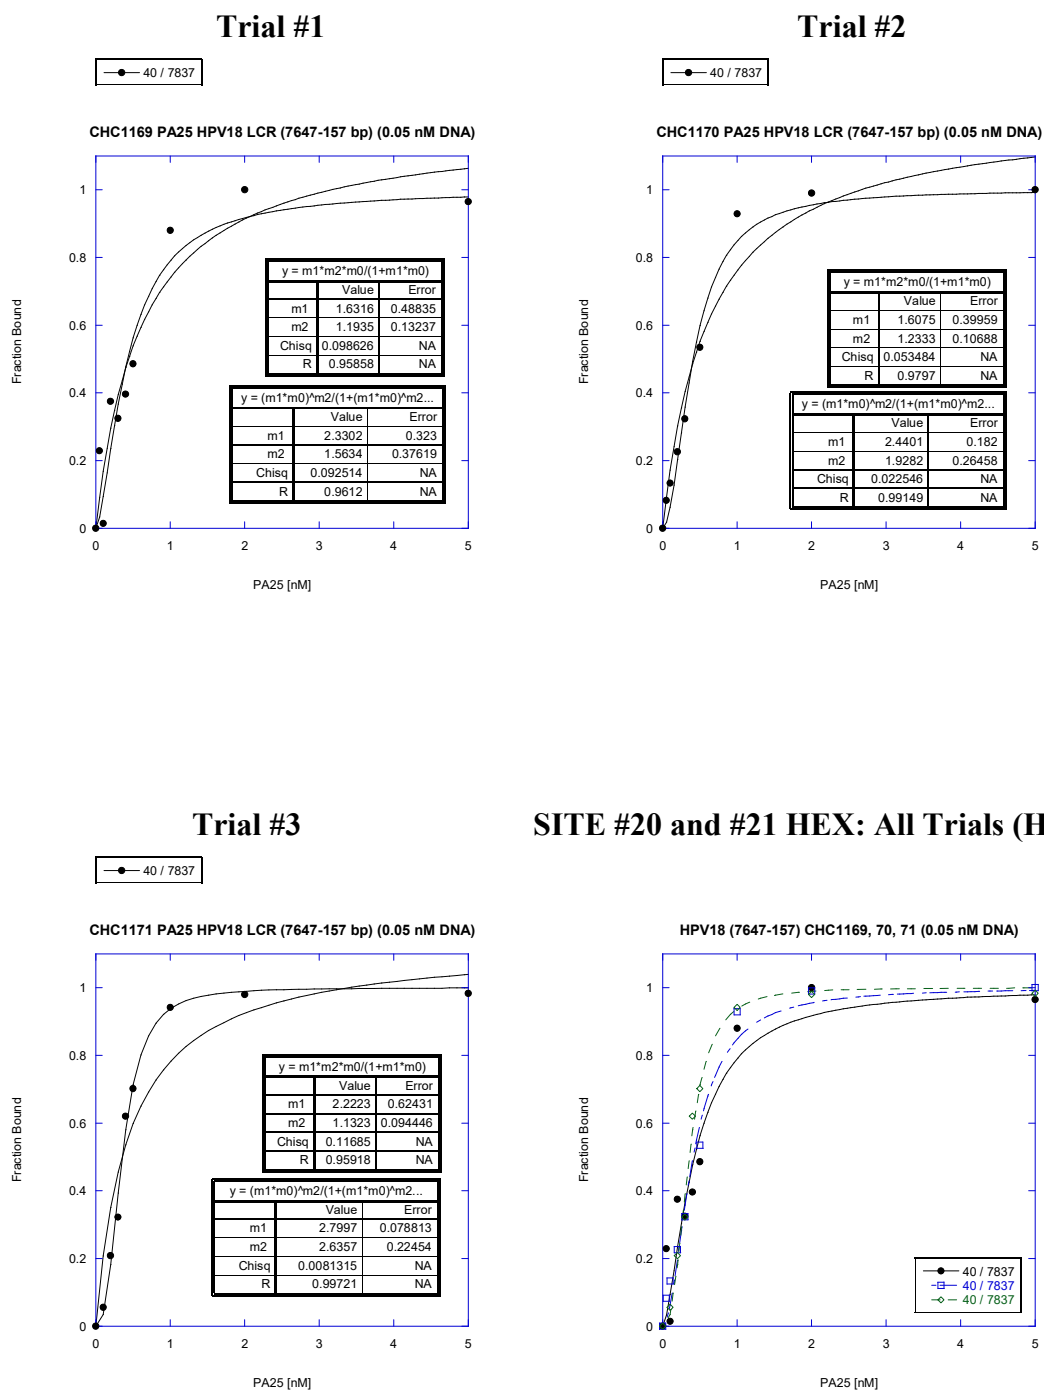 Trial #1
40 / 7837
CHC1169 PA25 HPV18 LCR (7647-157 bp) (0.05 nM DNA)
Fraction Bound
1
0.8
0.6
0.4
0.2
0
0 1 2 3 4 5
PA25 [nM]
y = m1*m2*m0/(1+m1*m0)
Value Error
m1 1.6316 0.48835
m2 1.1935 0.13237
Chisq 0.098626 NA
R 0.95858 NA
y = (m1*m0)^m2/(1+(m1*m0)^m2...
Value Error
m1 2.3302 0.323
m2 1.5634 0.37619
Chisq 0.092514 NA
R 0.9612 NA
Trial #2
40 / 7837
CHC1170 PA25 HPV18 LCR (7647-157 bp) (0.05 nM DNA)
Fraction Bound
1
0.8
0.6
0.4
0.2
0
0 1 2 3 4 5
PA25 [nM]
y = m1*m2*m0/(1+m1*m0)
Value Error
m1 1.6075 0.39959
m2 1.2333 0.10688
Chisq 0.053484 NA
R 0.9797 NA
y = (m1*m0)^m2/(1+(m1*m0)^m2...
Value Error
m1 2.4401 0.182
m2 1.9282 0.26458
Chisq 0.022546 NA
R 0.99149 NA
Trial #3
40 / 7837
CHC1171 PA25 HPV18 LCR (7647-157 bp) (0.05 nM DNA)
Fraction Bound
1
0.8
0.6
0.4
0.2
0
0 1 2 3 4 5
PA25 [nM]
y = m1*m2*m0/(1+m1*m0)
Value Error
m1 2.2223 0.62431
m2 1.1323 0.094446
Chisq 0.11685 NA
R 0.95918 NA
y = (m1*m0)^m2/(1+(m1*m0)^m2...
Value Error
m1 2.7997 0.078813
m2 2.6357 0.22454
Chisq 0.0081315 NA
R 0.99721 NA
SITE #20 and #21 HEX: All Trials (H
HPV18 (7647-157) CHC1169, 70, 71 (0.05 nM DNA)
Fraction Bound
1
0.8
0.6
0.4
0.2
0
0 1 2 3 4 5
PA25 [nM]
40 / 7837
40 / 7837
40 / 7837